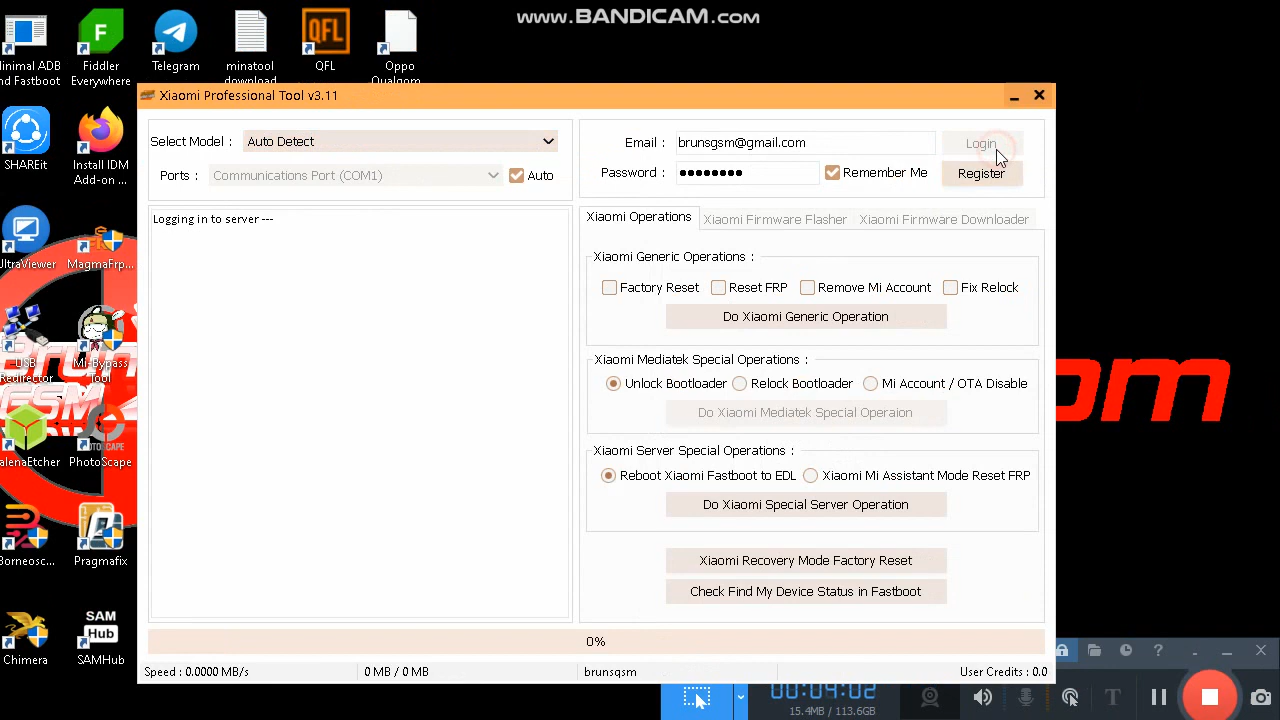 www.BANDICAM.com
Minimal ADB and Fastboot
Fiddler Everywhere
Telegram
minatool download
QFL
Oppo Qualqom
SHAREit
Install IDM Add-on ...
UltraViewer
MagmaFrp...
USB Redirector
Mi-Bypass Tool
PhotoScape
Borneosc...
Pragmafix
Chimera
SAM Hub
SAMHub
Xiaomi Professional Tool v3.11
Select Model : Auto Detect
Ports : Communications Port (COM1) Auto
Logging in to server ---
Email : brunsgsm@gmail.com Login
Password : Remember Me Register
Xiaomi Operations Xiaomi Firmware Flasher Xiaomi Firmware Downloader
Xiaomi Generic Operations :
Factory Reset Reset FRP Remove Mi Account Fix Relock
Do Xiaomi Generic Operation
Xiaomi Mediatek Special Operations :
Unlock Bootloder Relock Bootloder Mi Account / OTA Disable
Do Xiaomi Mediatek Special Operaion
Xiaomi Server Special Operations :
Reboot Xiaomi Fastboot to EDL Xiaomi Mi Assistant Mode Reset FRP
Do Xiaomi Special Server Operation
Xiaomi Recovery Mode Factory Reset
Check Find My Device Status in Fastboot
0%
Speed : 0.0000 MB/s 0 MB / 0 MB brunsgsm User Credits : 0.0
00:04:02
15.4MB / 113.6GB
om
GSM